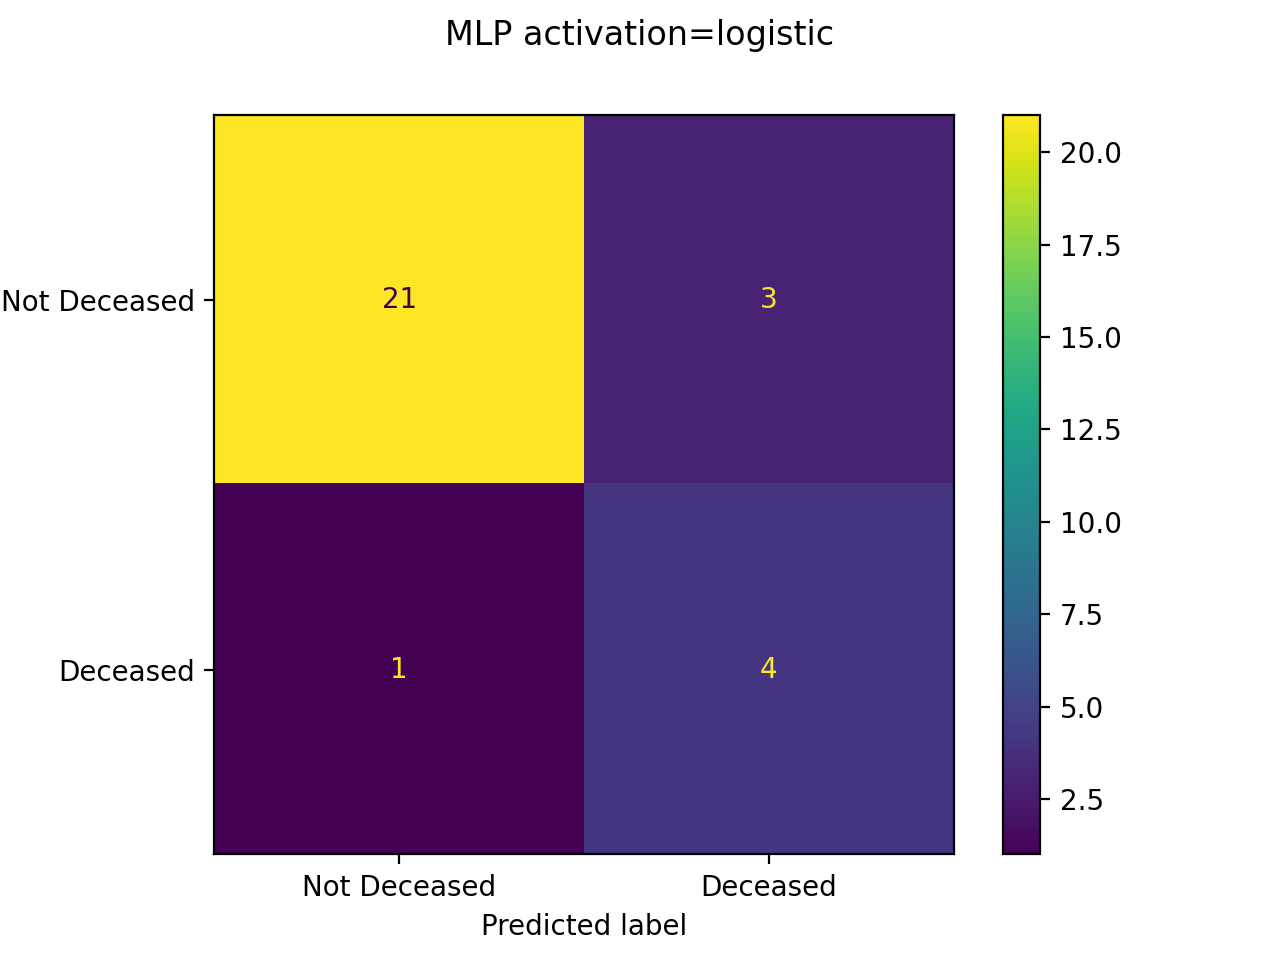 MLP activation=logistic
20.0
17.5
Not Deceased
21
3
15.0
12.5
10.0
7.5
Deceased
1
4
5.0
2.5
Not Deceased
Deceased
Predicted label